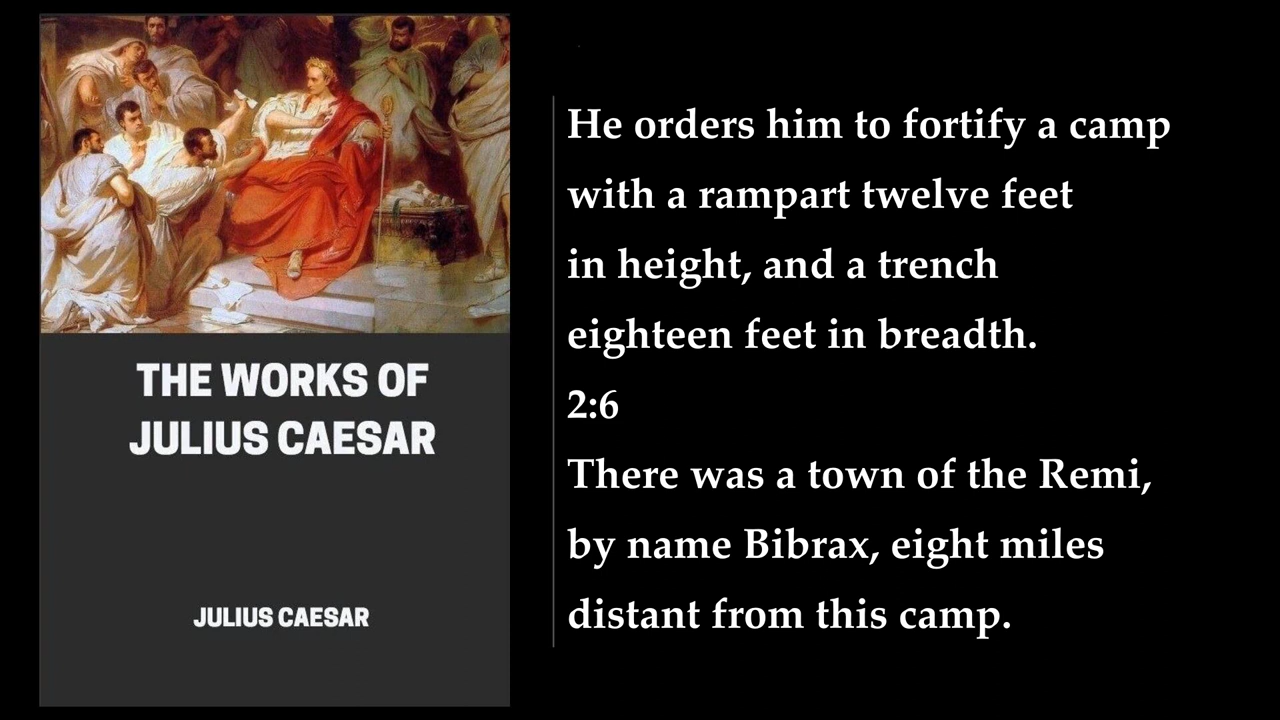 THE WORKS OF
JULIUS CAESAR
JULIUS CAESAR
He orders him to fortify a camp
with a rampart twelve feet
in height, and a trench
eighteen feet in breadth.
2:6
There was a town of the Remi,
by name Bibrax, eight miles
distant from this camp.